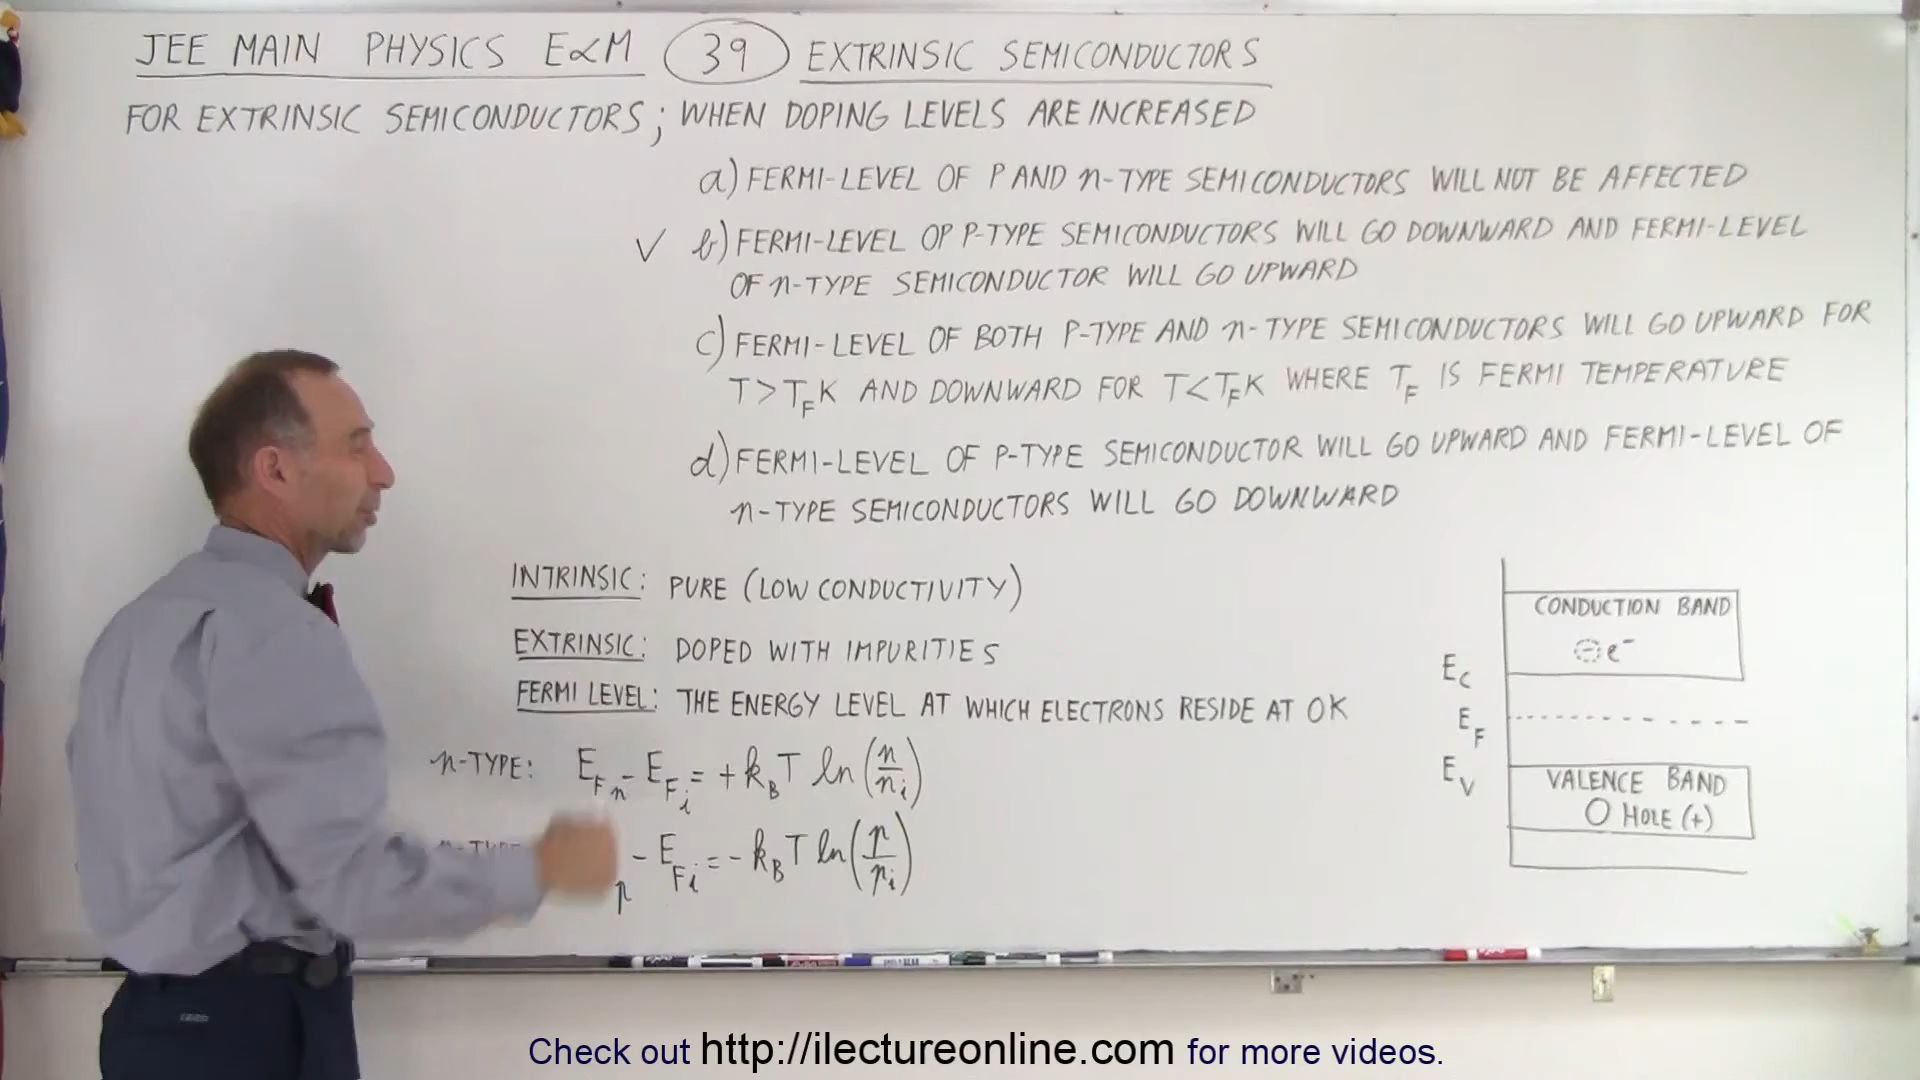 JEE MAIN PHYSICS E&M 39 EXTRINSIC SEMICONDUCTORS
FOR EXTRINSIC SEMICONDUCTORS; WHEN DOPING LEVELS ARE INCREASED
a) FERMI-LEVEL OF P AND n-TYPE SEMICONDUCTORS WILL NOT BE AFFECTED
✓ b) FERMI-LEVEL OP P-TYPE SEMICONDUCTORS WILL GO DOWNWARD AND FERMI-LEVEL
OF n-TYPE SEMICONDUCTOR WILL GO UPWARD
c) FERMI-LEVEL OF BOTH P-TYPE AND n-TYPE SEMICONDUCTORS WILL GO UPWARD FOR
T > T_F K AND DOWNWARD FOR T < T_F K WHERE T_F IS FERMI TEMPERATURE
d) FERMI-LEVEL OF P-TYPE SEMICONDUCTOR WILL GO UPWARD AND FERMI-LEVEL OF
n-TYPE SEMICONDUCTORS WILL GO DOWNWARD
INTRINSIC: PURE (LOW CONDUCTIVITY)
EXTRINSIC: DOPED WITH IMPURITIES
FERMI LEVEL: THE ENERGY LEVEL AT WHICH ELECTRONS RESIDE AT 0K
n-TYPE: E_Fn - E_Fi = + k_B T ln(n/n_i)
p - E_Fi = - k_B T ln(p/p_i)
CONDUCTION BAND
⊖ e⁻
E_C
E_F
E_V
VALENCE BAND
O HOLE (+)
Check out http://ilectureonline.com for more videos.